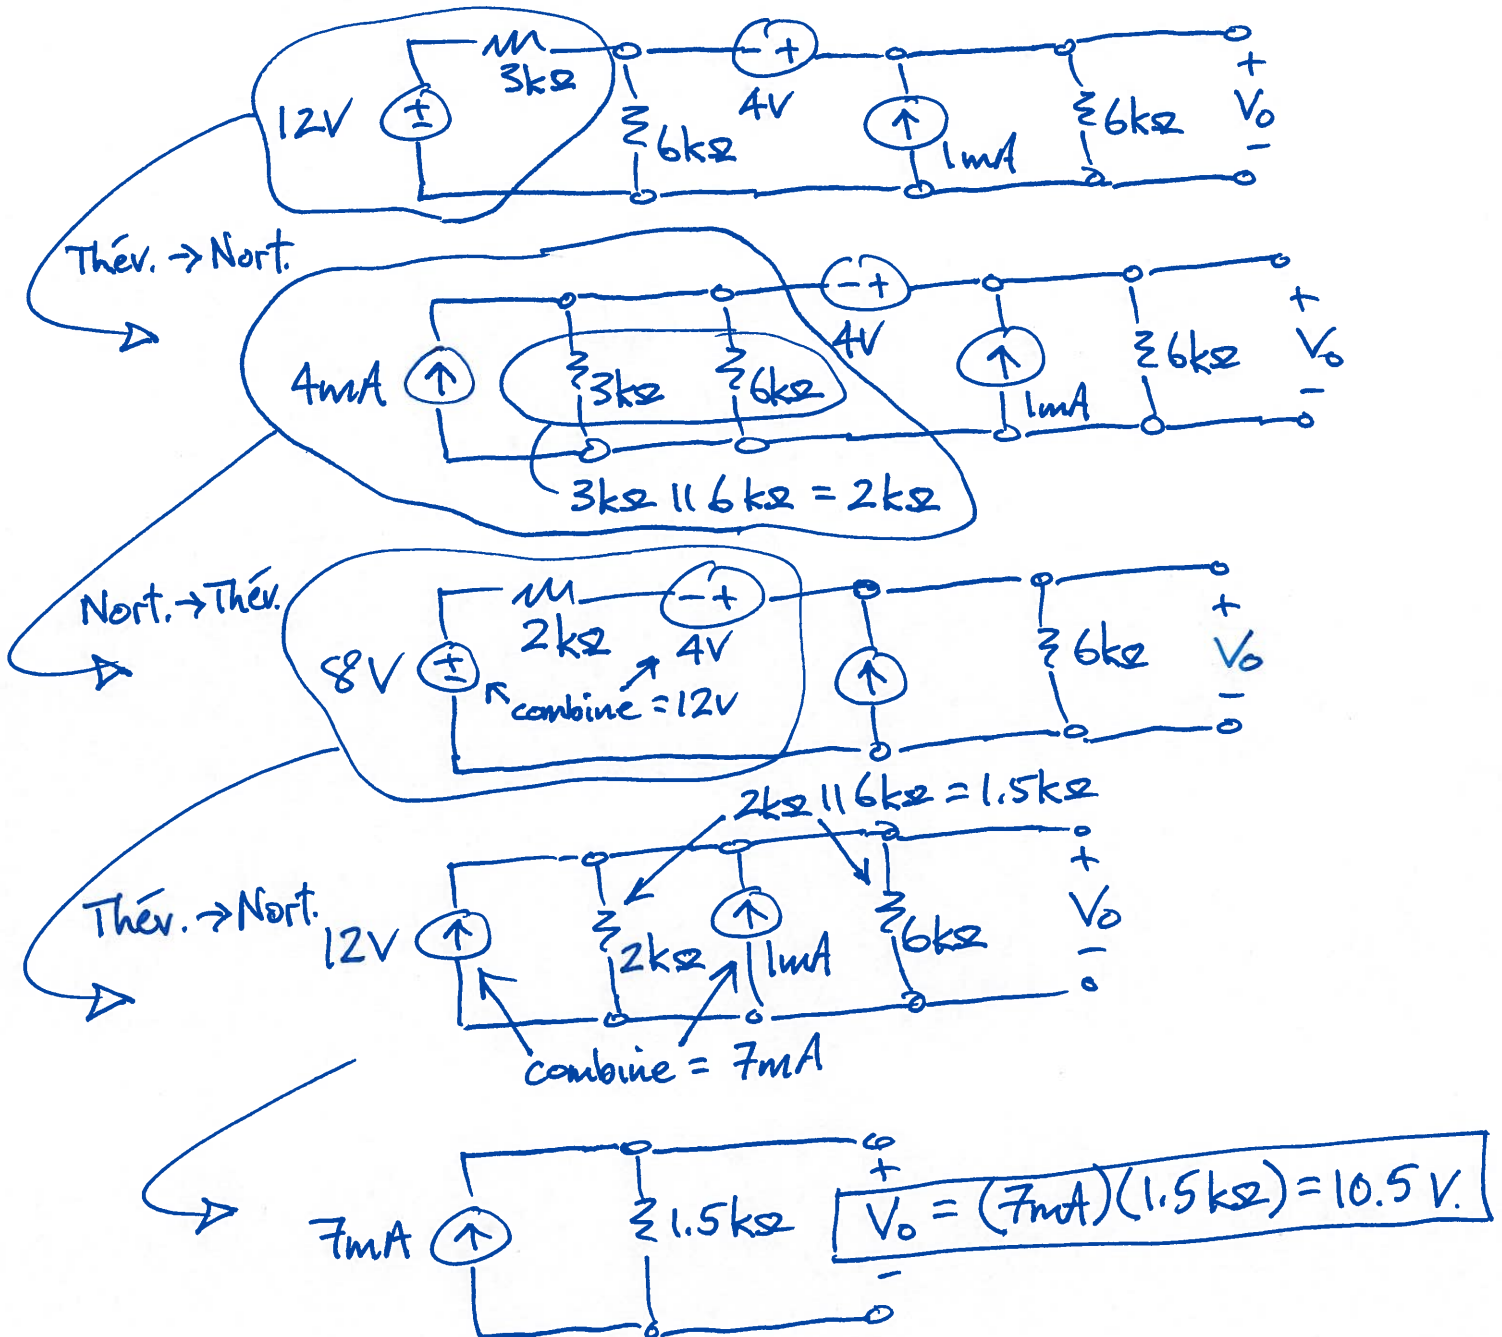 12V ± 3kΩ 6kΩ - + 4V ↑ 1mA 6kΩ + Vo -
Thév. → Nort.
4mA ↑ 3kΩ 6kΩ - + 4V ↑ 1mA 6kΩ + Vo -
3kΩ || 6kΩ = 2kΩ
Nort. → Thév.
8V ± 2kΩ - + 4V ↑ 6kΩ + Vo -
combine = 12V
2kΩ || 6kΩ = 1.5kΩ
Thév. → Nort.
12V ↑ 2kΩ ↑ 1mA 6kΩ + Vo -
combine = 7mA
7mA ↑ 1.5kΩ + -
Vo = (7mA)(1.5kΩ) = 10.5 V.